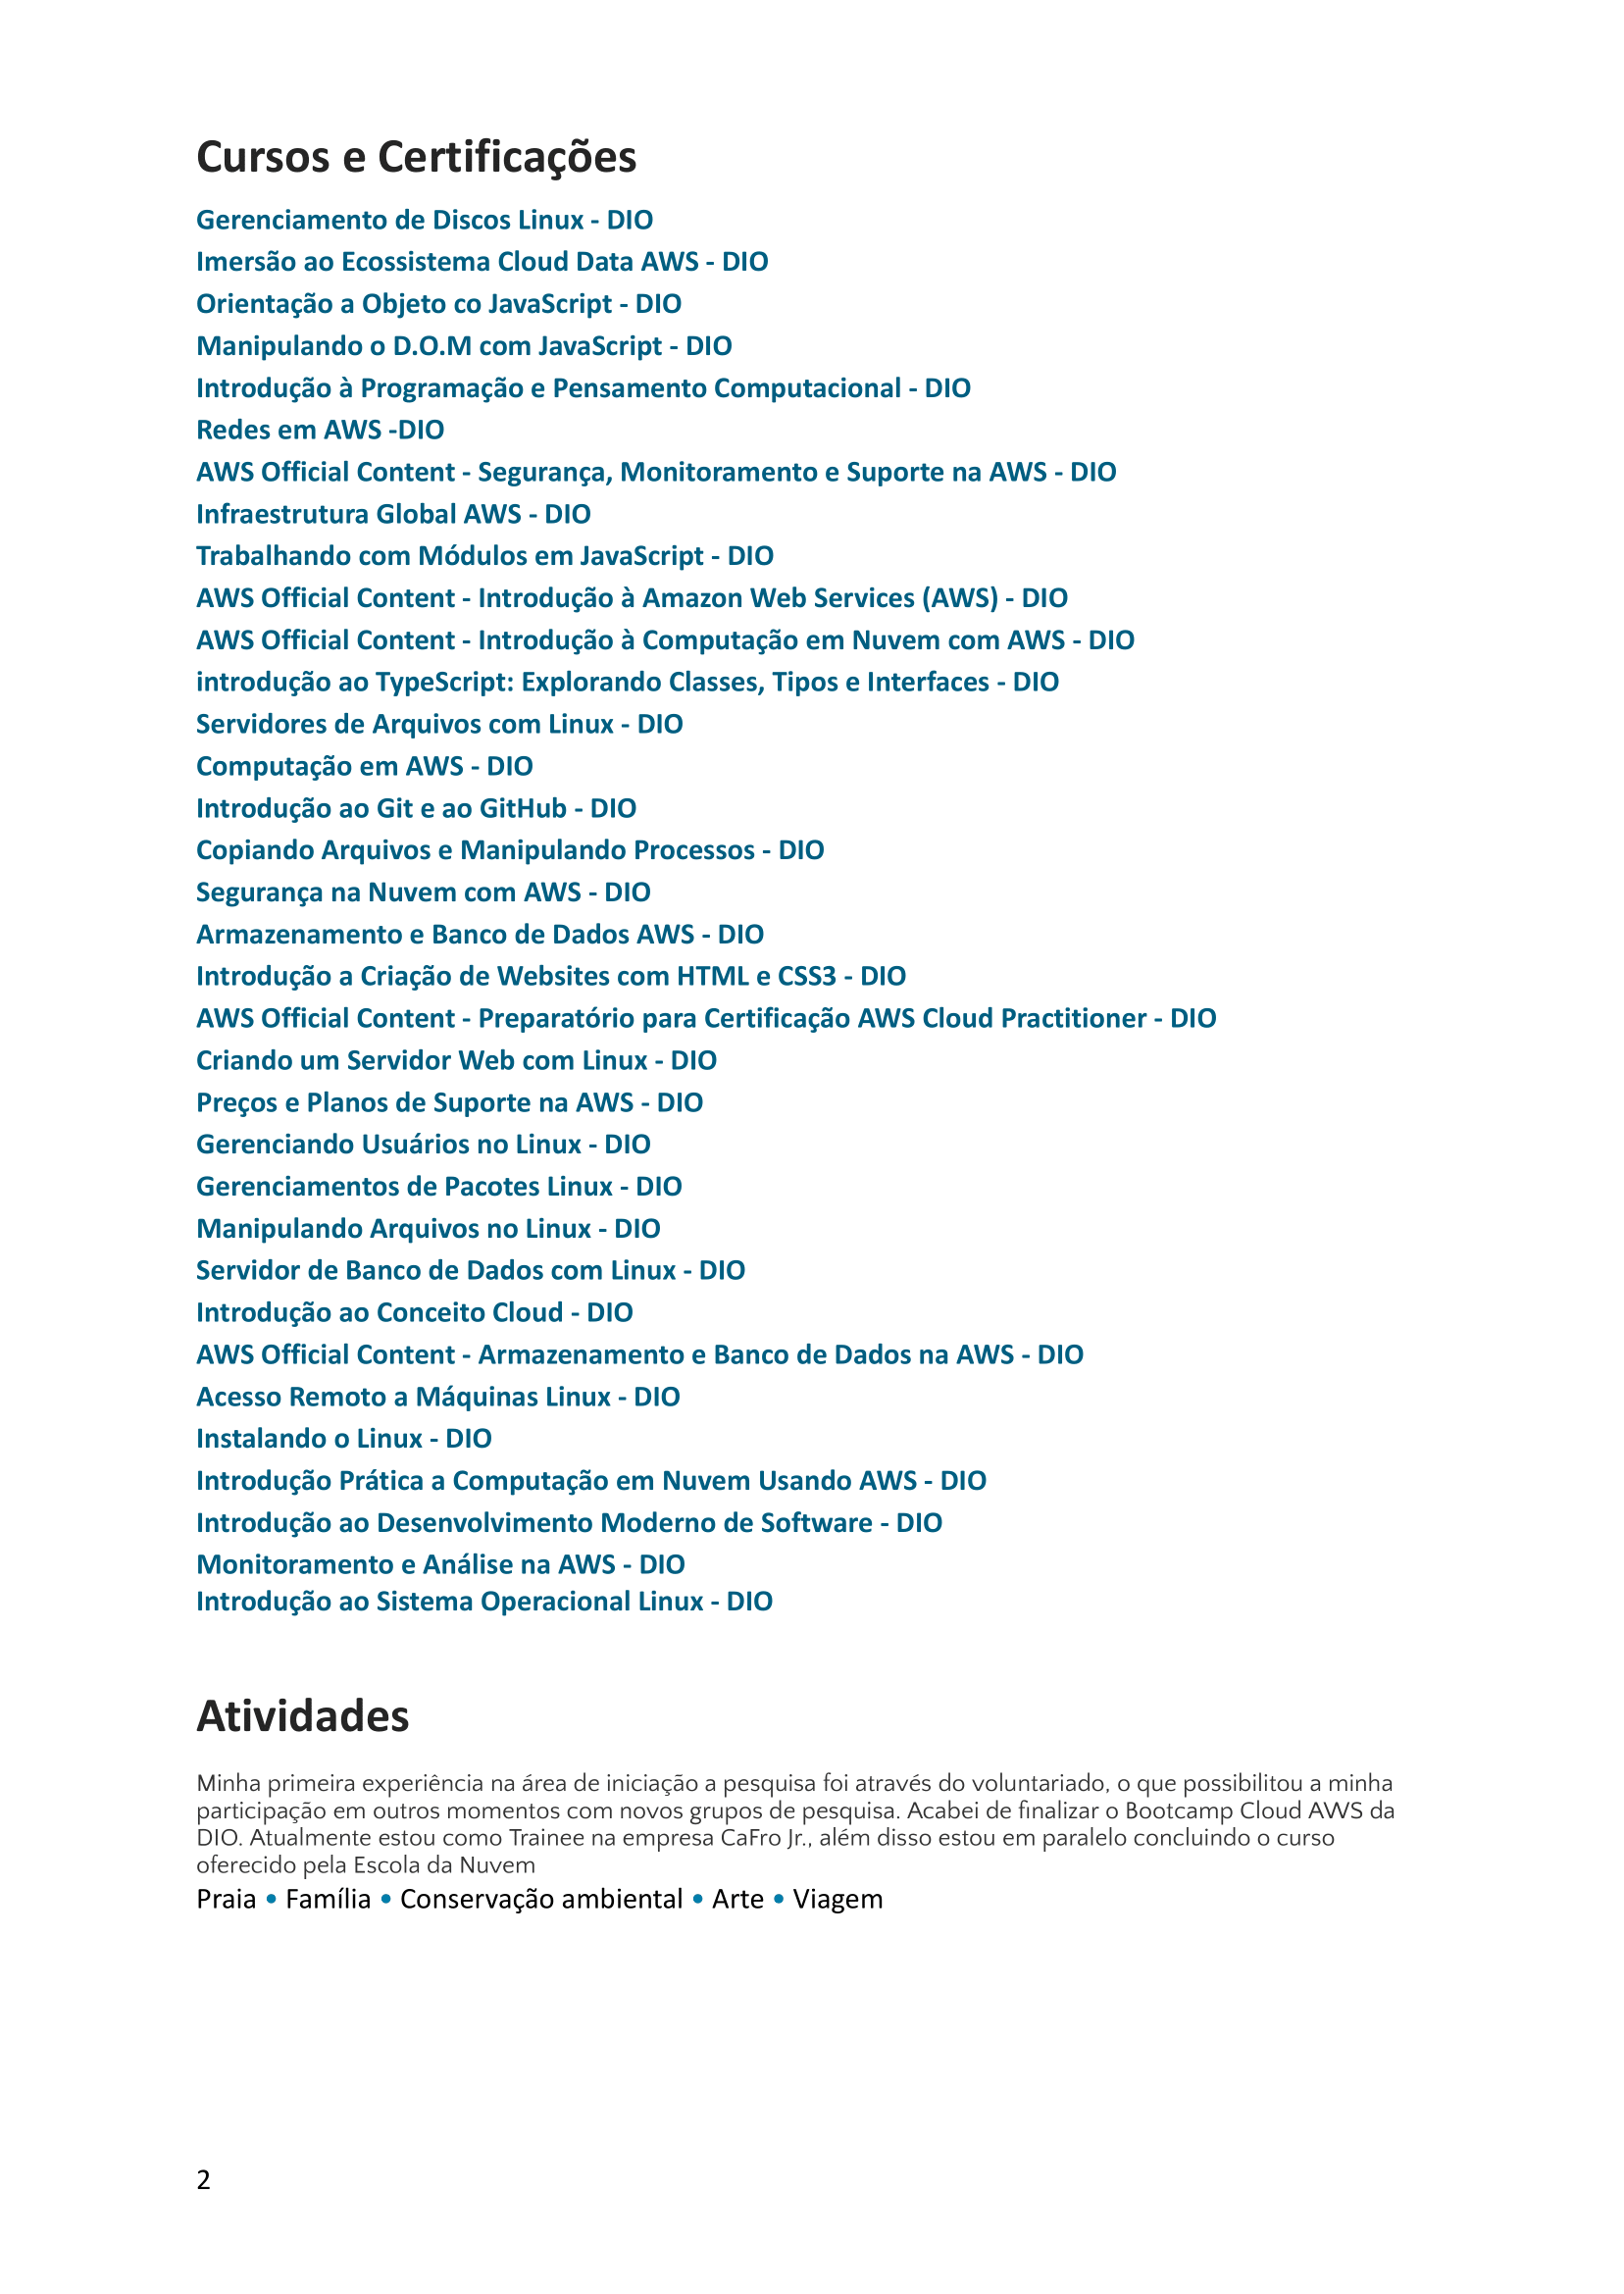 Cursos e Certificações
Gerenciamento de Discos Linux - DIO
Imersão ao Ecossistema Cloud Data AWS - DIO
Orientação a Objeto co JavaScript - DIO
Manipulando o D.O.M com JavaScript - DIO
Introdução à Programação e Pensamento Computacional - DIO
Redes em AWS -DIO
AWS Official Content - Segurança, Monitoramento e Suporte na AWS - DIO
Infraestrutura Global AWS - DIO
Trabalhando com Módulos em JavaScript - DIO
AWS Official Content - Introdução à Amazon Web Services (AWS) - DIO
AWS Official Content - Introdução à Computação em Nuvem com AWS - DIO
introdução ao TypeScript: Explorando Classes, Tipos e Interfaces - DIO
Servidores de Arquivos com Linux - DIO
Computação em AWS - DIO
Introdução ao Git e ao GitHub - DIO
Copiando Arquivos e Manipulando Processos - DIO
Segurança na Nuvem com AWS - DIO
Armazenamento e Banco de Dados AWS - DIO
Introdução a Criação de Websites com HTML e CSS3 - DIO
AWS Official Content - Preparatório para Certificação AWS Cloud Practitioner - DIO
Criando um Servidor Web com Linux - DIO
Preços e Planos de Suporte na AWS - DIO
Gerenciando Usuários no Linux - DIO
Gerenciamentos de Pacotes Linux - DIO
Manipulando Arquivos no Linux - DIO
Servidor de Banco de Dados com Linux - DIO
Introdução ao Conceito Cloud - DIO
AWS Official Content - Armazenamento e Banco de Dados na AWS - DIO
Acesso Remoto a Máquinas Linux - DIO
Instalando o Linux - DIO
Introdução Prática a Computação em Nuvem Usando AWS - DIO
Introdução ao Desenvolvimento Moderno de Software - DIO
Monitoramento e Análise na AWS - DIO
Introdução ao Sistema Operacional Linux - DIO
Atividades
Minha primeira experiência na área de iniciação a pesquisa foi através do voluntariado, o que possibilitou a minha
participação em outros momentos com novos grupos de pesquisa. Acabei de finalizar o Bootcamp Cloud AWS da
DIO. Atualmente estou como Trainee na empresa CaFro Jr., além disso estou em paralelo concluindo o curso
oferecido pela Escola da Nuvem
Praia • Família • Conservação ambiental • Arte • Viagem
2